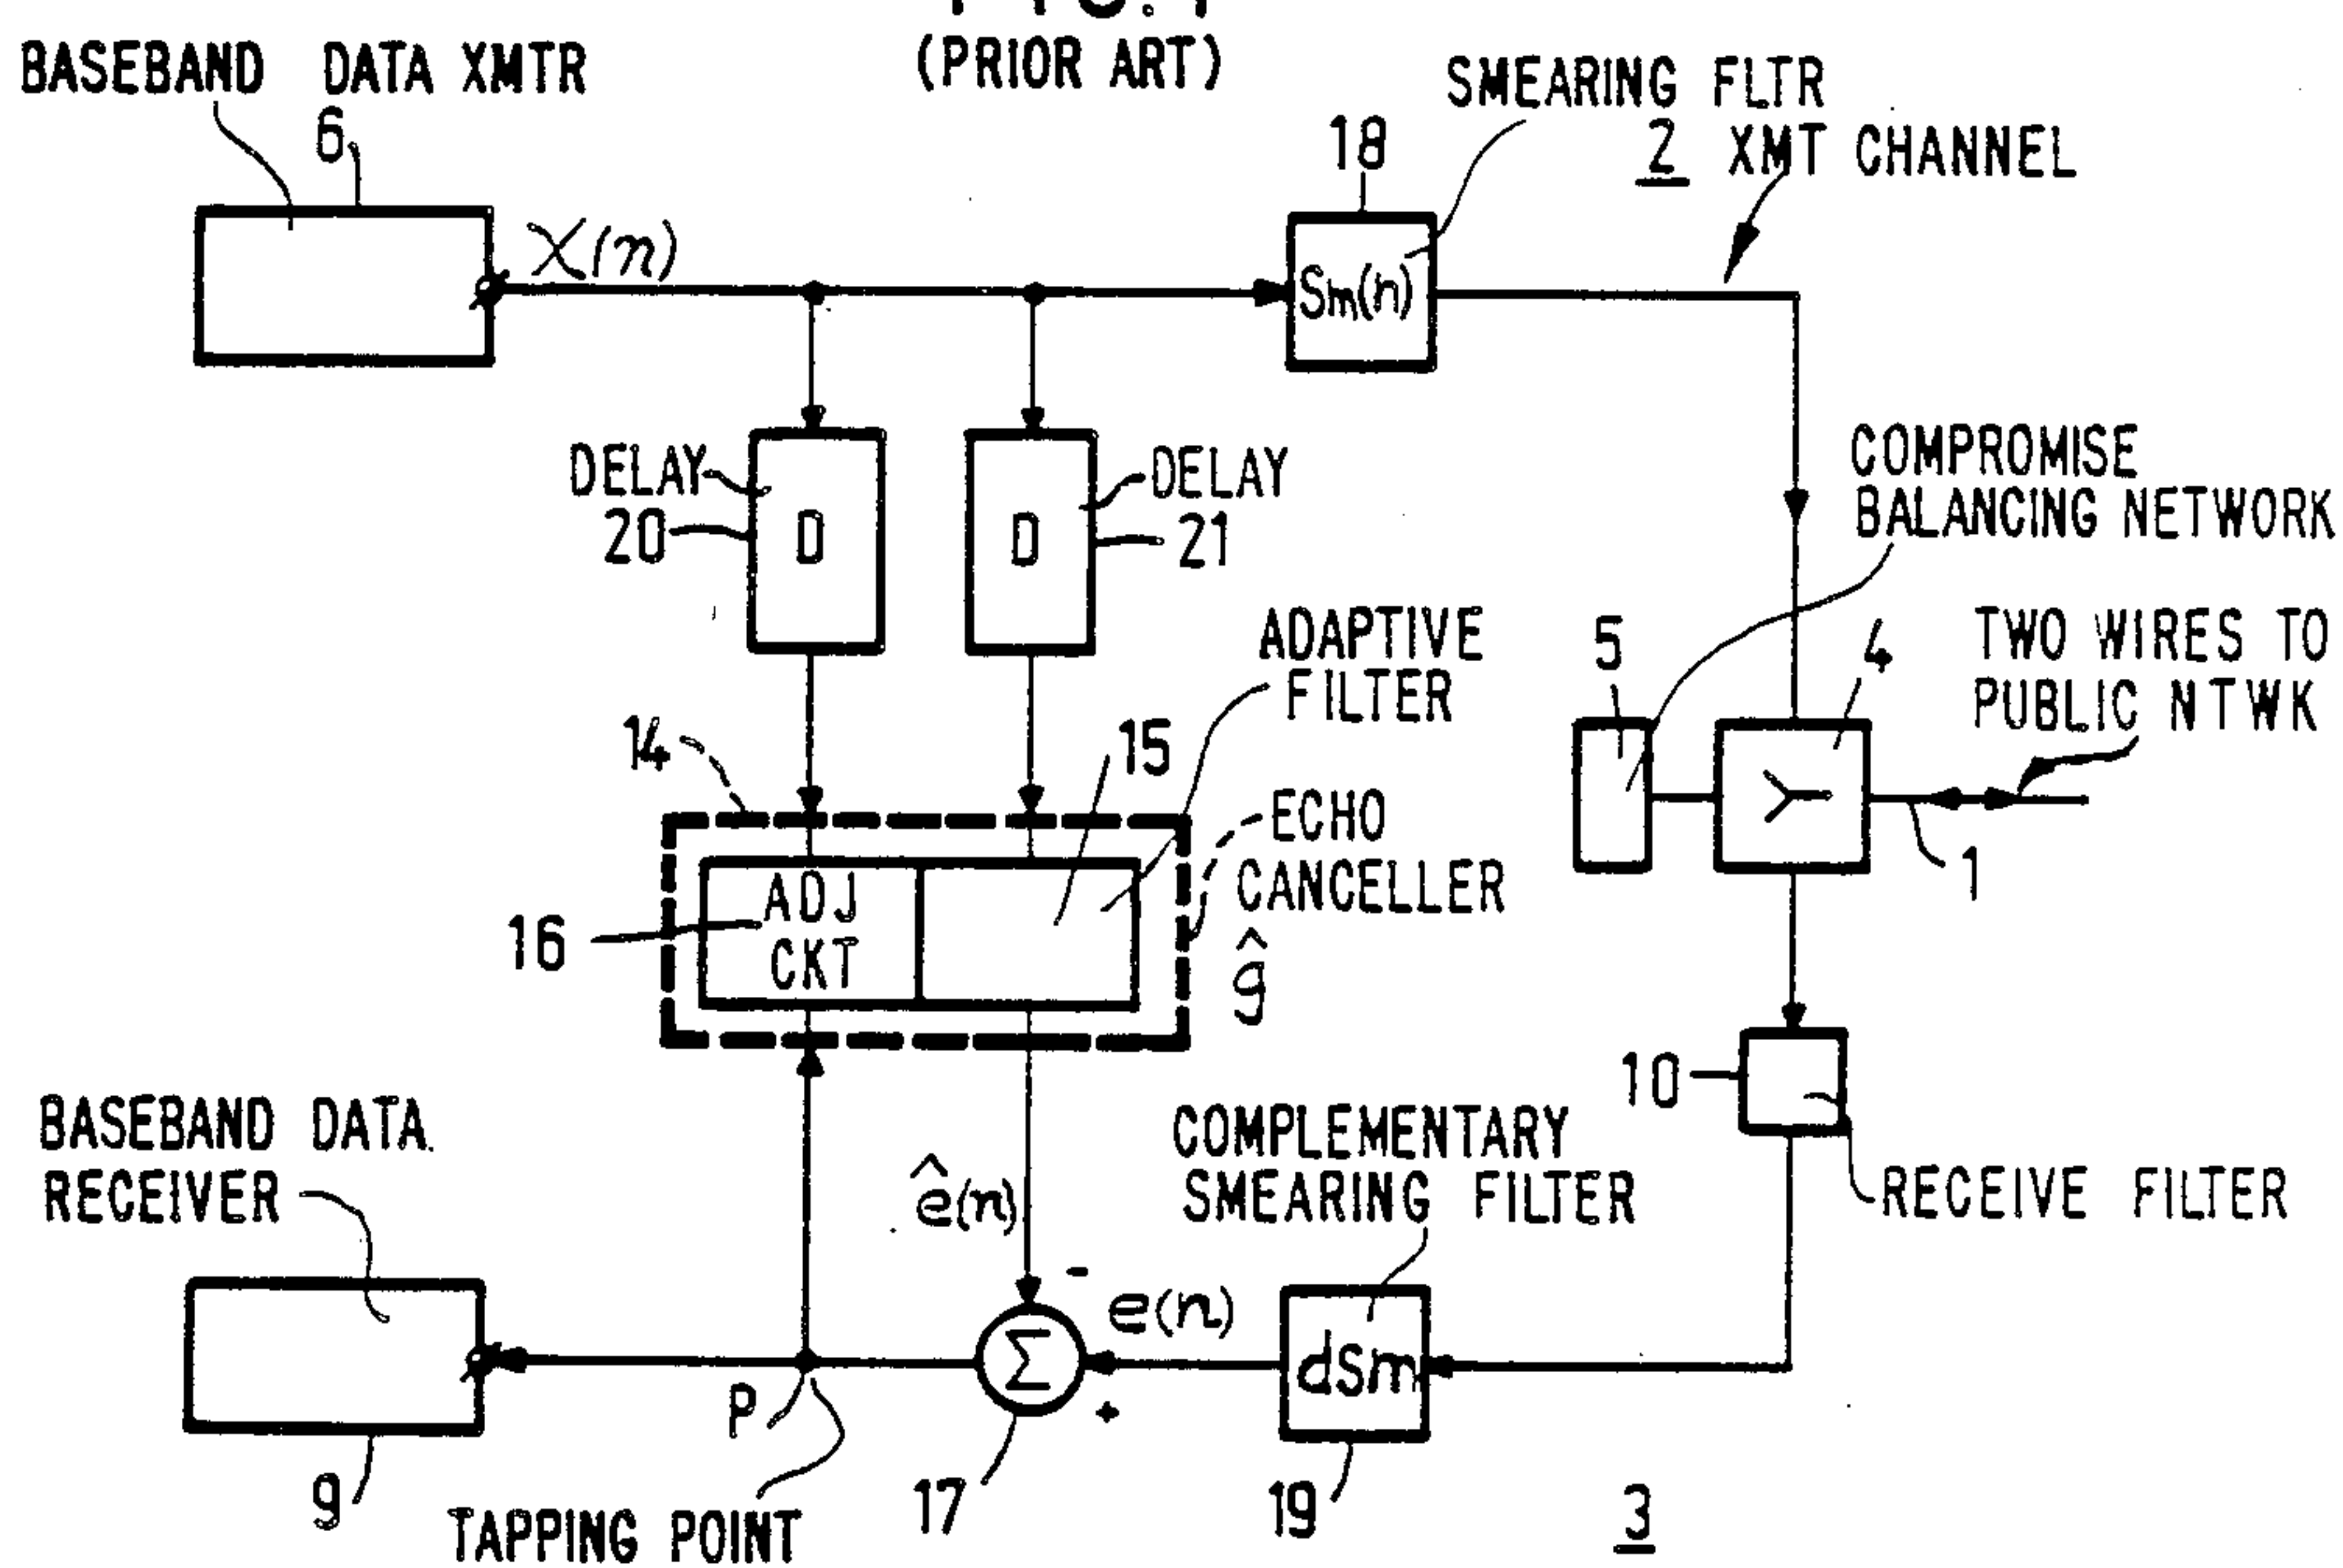 (PRIOR ART)
BASEBAND DATA XMTR
6
SMEARING FLTR
18
2 XMT CHANNEL
X(n)
Sm(n)
DELAY
20
D
D
DELAY
21
COMPROMISE
BALANCING NETWORK
5
4
TWO WIRES TO
PUBLIC NTWK
1
ADAPTIVE
FILTER
14
15
ECHO
CANCELLER
ĝ
16
ADJ
CKT
10
RECEIVE FILTER
BASEBAND DATA
RECEIVER
ê(n)
COMPLEMENTARY
SMEARING FILTER
-
e(n)
Σ
+
dSm
P
9
TAPPING POINT
17
19
3